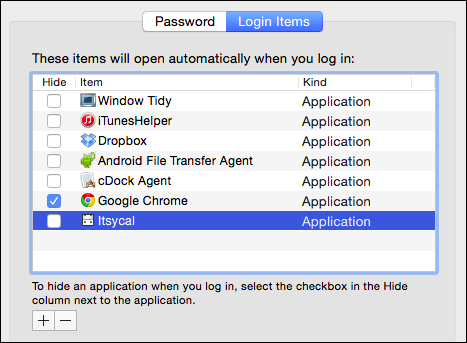 Password Login Items
These items will open automatically when you log in:
Hide Item Kind
Window Tidy Application
iTunesHelper Application
Dropbox Application
Android File Transfer Agent Application
cDock Agent Application
Google Chrome Application
Itsycal Application
To hide an application when you log in, select the checkbox in the Hide
column next to the application.
+ −